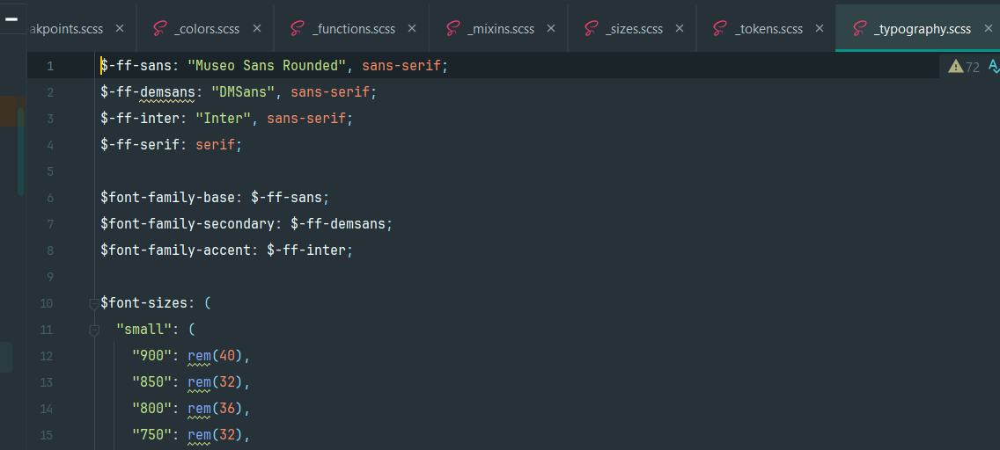 akpoints.scss × _colors.scss × _functions.scss × _mixins.scss × _sizes.scss × _tokens.scss × _typography.scss ×
1 $-ff-sans: "Museo Sans Rounded", sans-serif; 72
2 $-ff-demsans: "DMSans", sans-serif;
3 $-ff-inter: "Inter", sans-serif;
4 $-ff-serif: serif;
5
6 $font-family-base: $-ff-sans;
7 $font-family-secondary: $-ff-demsans;
8 $font-family-accent: $-ff-inter;
9
10 $font-sizes: (
11 "small": (
12 "900": rem(40),
13 "850": rem(32),
14 "800": rem(36),
15 "750": rem(32),